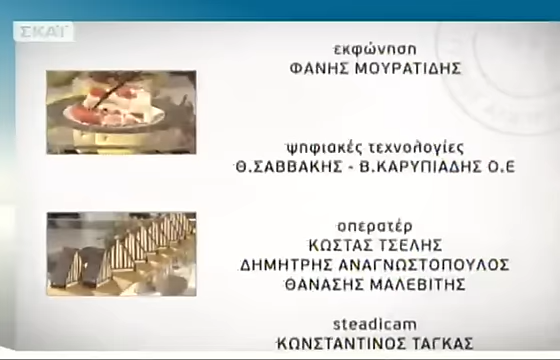 ΣΚΑΪ
εκφώνηση
ΦΑΝΗΣ ΜΟΥΡΑΤΙΔΗΣ
ψηφιακές τεχνολογίες
Θ.ΣΑΒΒΑΚΗΣ - Β.ΚΑΡΥΠΙΑΔΗΣ Ο.Ε
οπερατέρ
ΚΩΣΤΑΣ ΤΣΕΛΗΣ
ΔΗΜΗΤΡΗΣ ΑΝΑΓΝΩΣΤΟΠΟΥΛΟΣ
ΘΑΝΑΣΗΣ ΜΑΛΕΒΙΤΗΣ
steadicam
ΚΩΝΣΤΑΝΤΙΝΟΣ ΤΑΓΚΑΣ